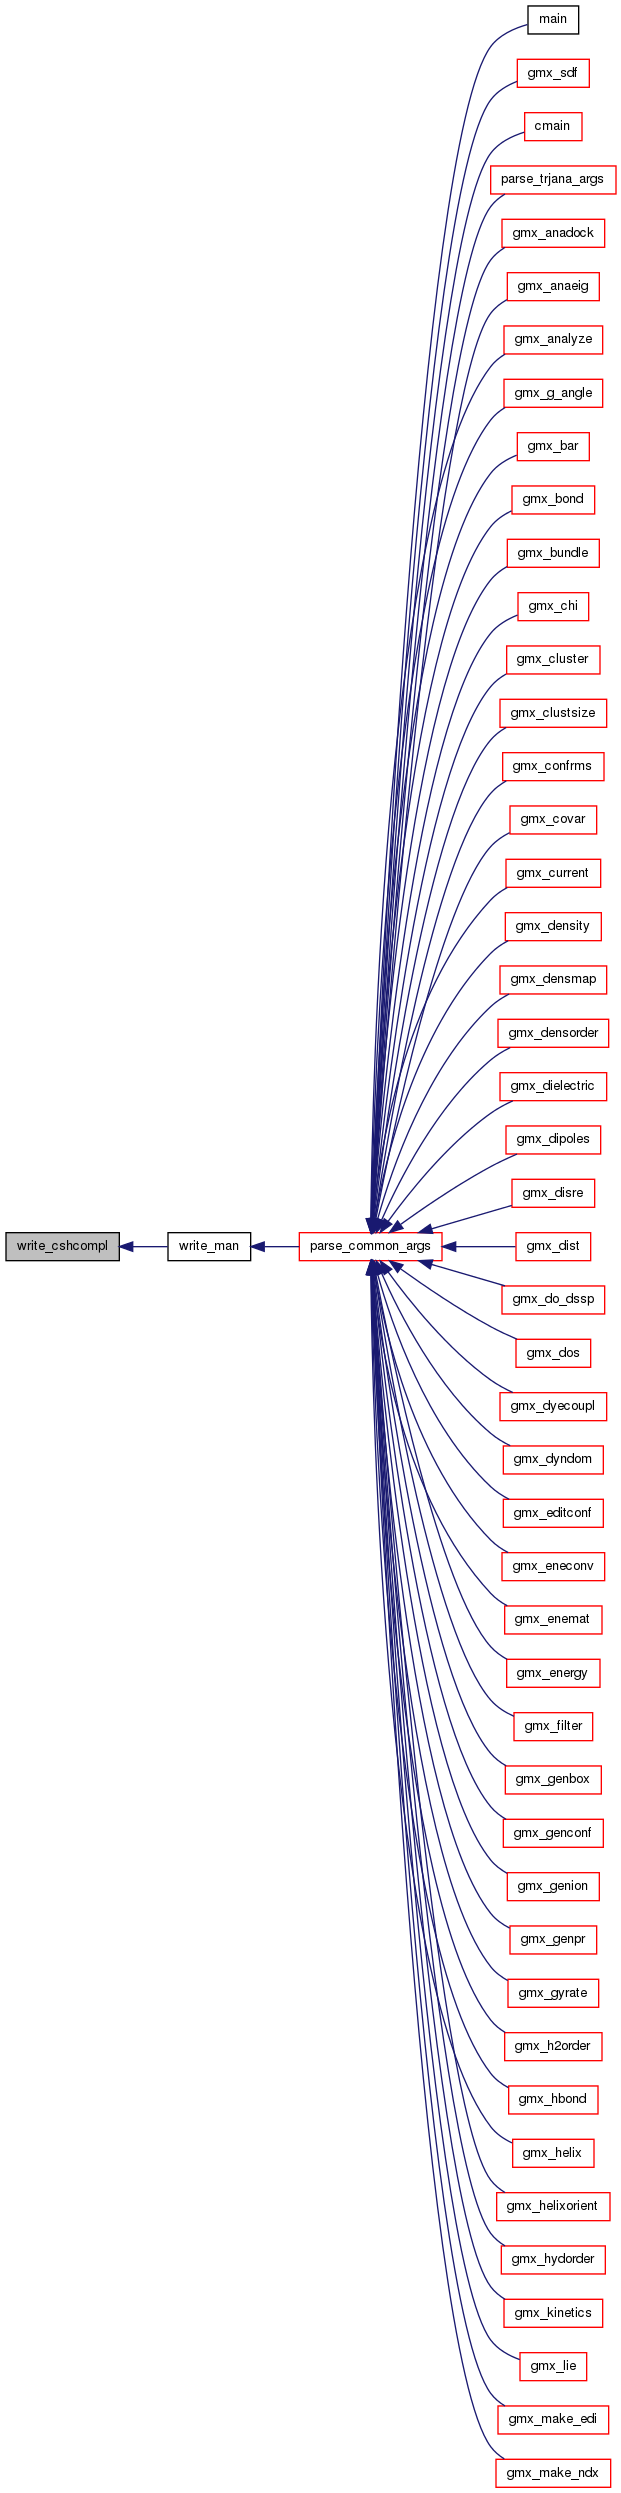 main
gmx_sdf
cmain
parse_trjana_args
gmx_anadock
gmx_anaeig
gmx_analyze
gmx_g_angle
gmx_bar
gmx_bond
gmx_bundle
gmx_chi
gmx_cluster
gmx_clustsize
gmx_confrms
gmx_covar
gmx_current
gmx_density
gmx_densmap
gmx_densorder
gmx_dielectric
gmx_dipoles
gmx_disre
write_cshcompl
write_man
parse_common_args
gmx_dist
gmx_do_dssp
gmx_dos
gmx_dyecoupl
gmx_dyndom
gmx_editconf
gmx_eneconv
gmx_enemat
gmx_energy
gmx_filter
gmx_genbox
gmx_genconf
gmx_genion
gmx_genpr
gmx_gyrate
gmx_h2order
gmx_hbond
gmx_helix
gmx_helixorient
gmx_hydorder
gmx_kinetics
gmx_lie
gmx_make_edi
gmx_make_ndx